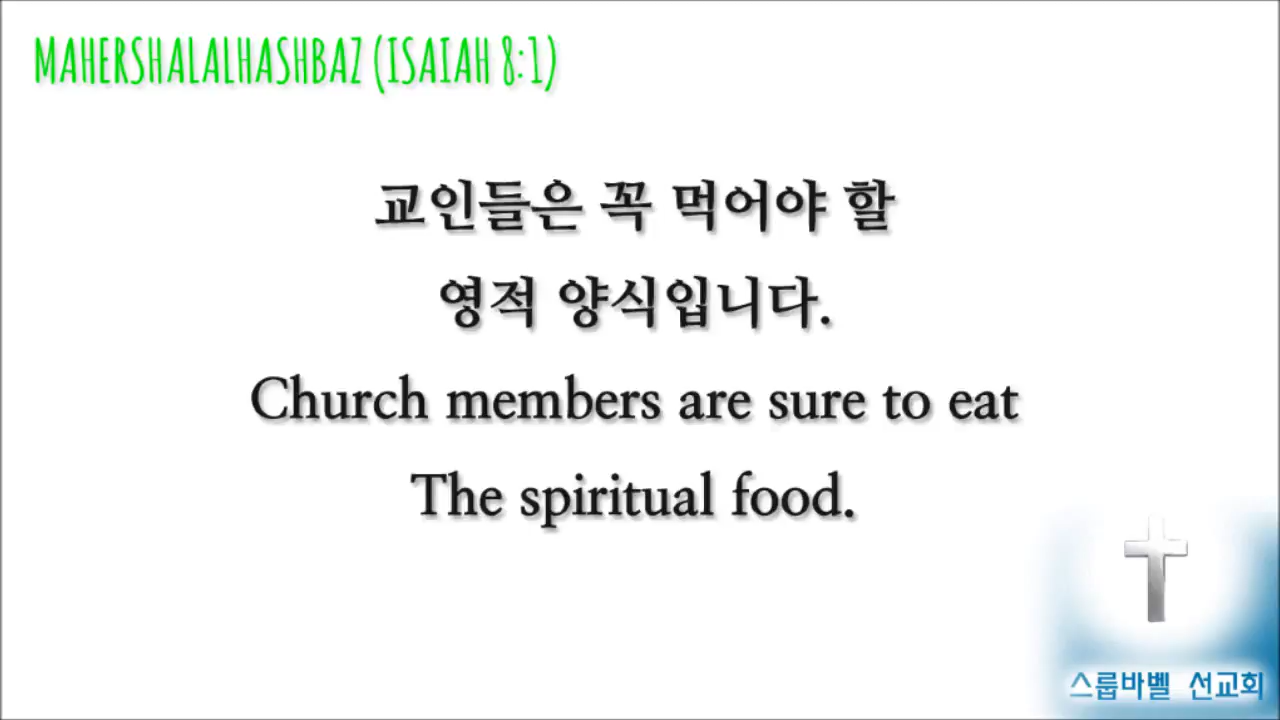 MAHERSHALALHASHBAZ (ISAIAH 8:1)
교인들은 꼭 먹어야 할
영적 양식입니다.
Church members are sure to eat
The spiritual food.
스룹바벨 선교회